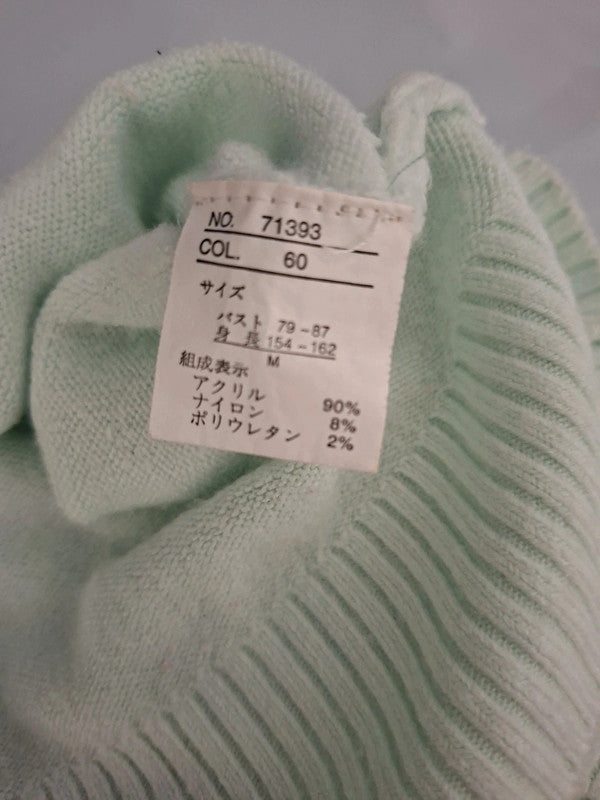 NO. 71393
COL. 60
サイズ
バスト 79-87
身長 154-162
M
組成表示
アクリル 90%
ナイロン 8%
ポリウレタン 2%